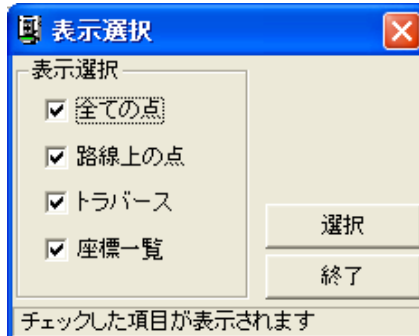 表示選択
表示選択
全ての点
路線上の点
トラバース
座標一覧
選択
終了
チェックした項目が表示されます